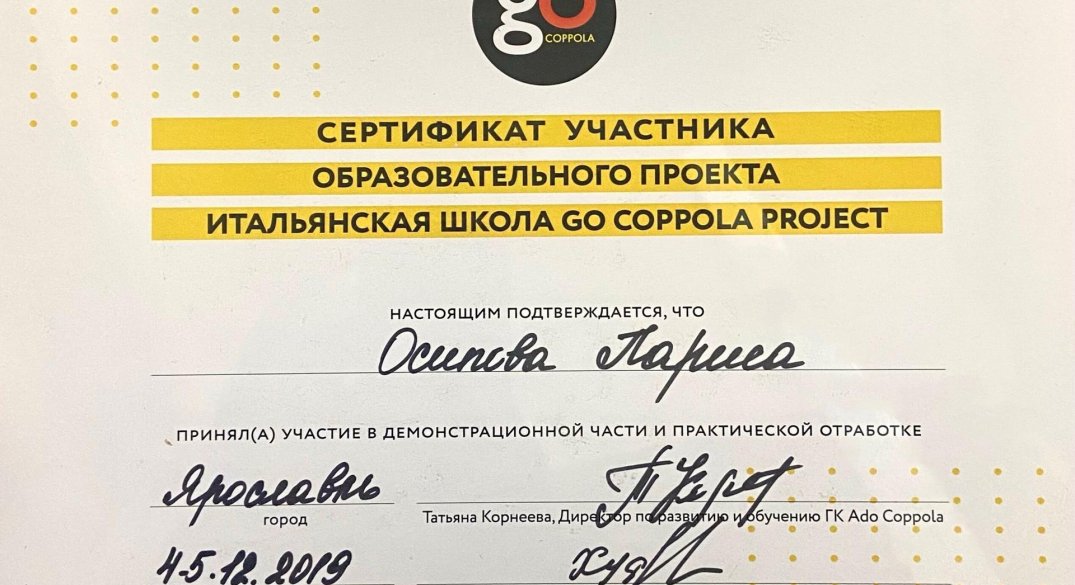 go
COPPOLA
СЕРТИФИКАТ УЧАСТНИКА
ОБРАЗОВАТЕЛЬНОГО ПРОЕКТА
ИТАЛЬЯНСКАЯ ШКОЛА GO COPPOLA PROJECT
НАСТОЯЩИМ ПОДТВЕРЖДАЕТСЯ, ЧТО
Осипова Лариса
ПРИНЯЛ(А) УЧАСТИЕ В ДЕМОНСТРАЦИОННОЙ ЧАСТИ И ПРАКТИЧЕСКОЙ ОТРАБОТКЕ
Ярославль
город
Татьяна Корнеева, Директор по развитию и обучению ГК Ado Coppola
4-5.12.2019